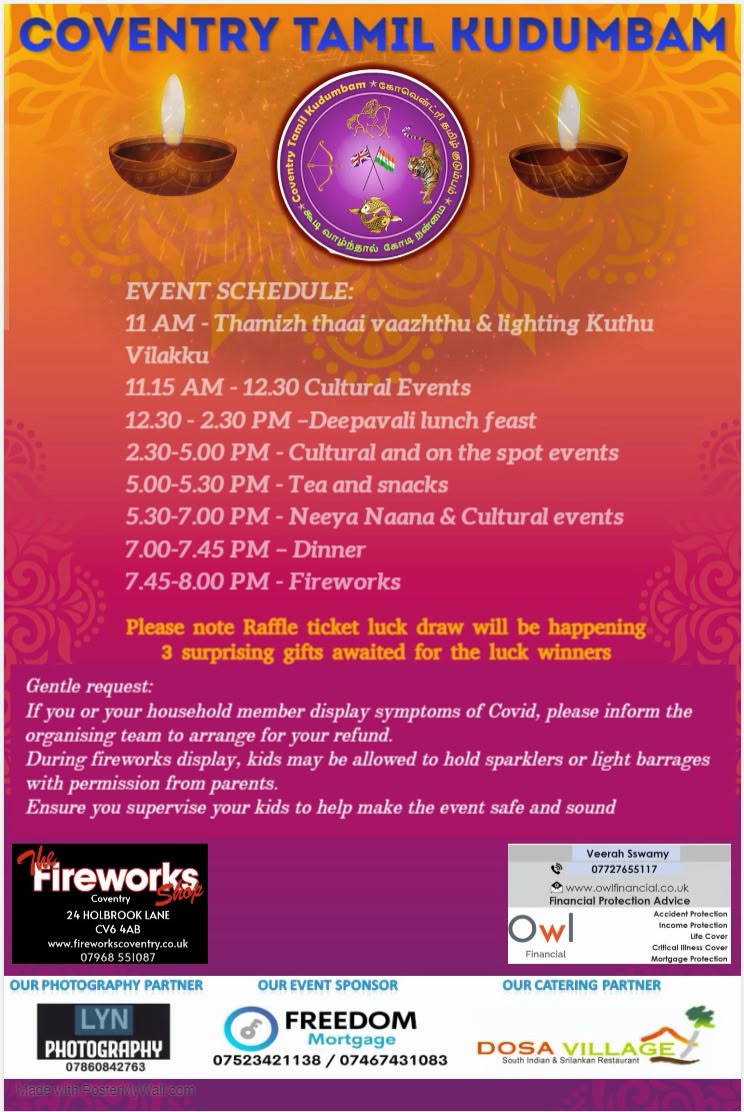 COVENTRY TAMIL KUDUMBAM
Coventry Tamil Kudumbam ★ கோவென்ட்ரி தமிழ் குடும்பம்
★ கூடி வாழ்ந்தால் கோடி நன்மை ★
EVENT SCHEDULE:
11 AM - Thamizh thaai vaazhthu & lighting Kuthu
Vilakku
11.15 AM - 12.30 Cultural Events
12.30 - 2.30 PM –Deepavali lunch feast
2.30-5.00 PM - Cultural and on the spot events
5.00-5.30 PM - Tea and snacks
5.30-7.00 PM - Neeya Naana & Cultural events
7.00-7.45 PM – Dinner
7.45-8.00 PM - Fireworks
Please note Raffle ticket luck draw will be happening
3 surprising gifts awaited for the luck winners
Gentle request:
If you or your household member display symptoms of Covid, please inform the
organising team to arrange for your refund.
During fireworks display, kids may be allowed to hold sparklers or light barrages
with permission from parents.
Ensure you supervise your kids to help make the event safe and sound
The
Fireworks
Shop
Coventry
24 HOLBROOK LANE
CV6 4AB
www.fireworkscoventry.co.uk
07968 551087
Veerah Sswamy
07727655117
www.owlfinancial.co.uk
Financial Protection Advice
Owl
Financial
Accident Protection
Income Protection
Life Cover
Critical Illness Cover
Mortgage Protection
OUR PHOTOGRAPHY PARTNER
LYN
PHOTOGRAPHY
07860842763
OUR EVENT SPONSOR
FREEDOM
Mortgage
07523421138 / 07467431083
OUR CATERING PARTNER
DOSA VILLAGE
South Indian & Srilankan Restaurant
Made with PosterMyWall.com